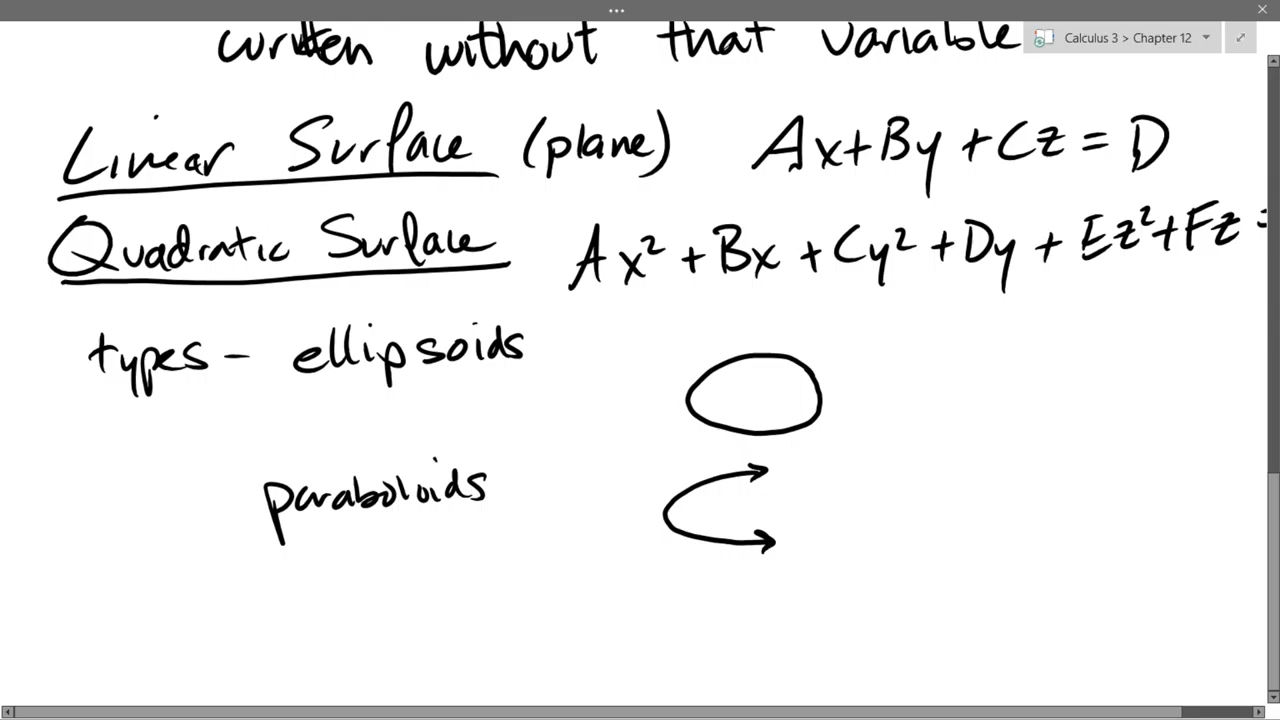 Calculus 3 > Chapter 12
written without that variable
Linear Surface (plane) Ax+By+Cz=D
Quadratic Surface Ax²+Bx+Cy²+Dy+Ez²+Fz=
types - ellipsoids
paraboloids